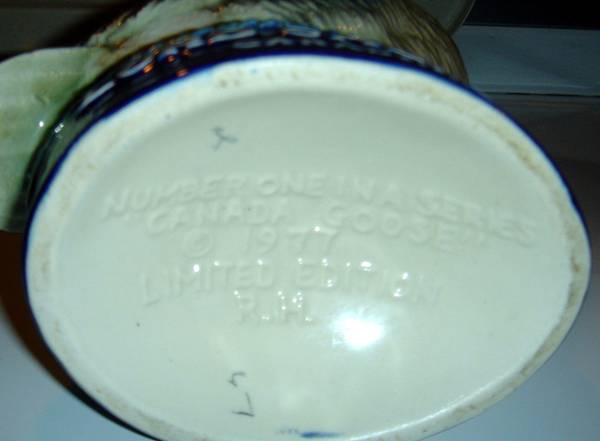 NUMBER ONE IN A SERIES
"CANADA GOOSE"
© 1977
LIMITED EDITION
R.H.